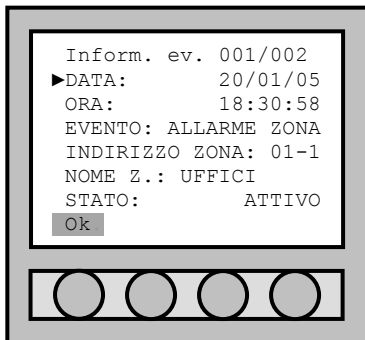 Inform. ev. 001/002
►DATA: 20/01/05
ORA: 18:30:58
EVENTO: ALLARME ZONA
INDIRIZZO ZONA: 01-1
NOME Z.: UFFICI
STATO: ATTIVO
Ok